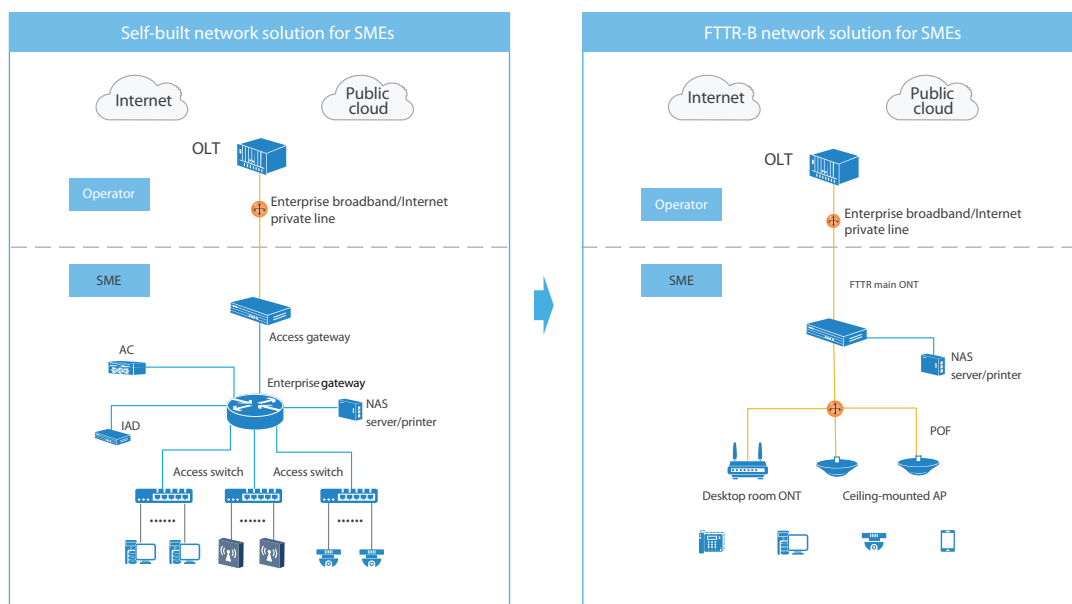 Self-built network solution for SMEs
Internet
Public
cloud
OLT
Operator
Enterprise broadband/Internet
private line
SME
Access gateway
AC
Enterprise gateway
NAS
server/printer
IAD
Access switch
Access switch
......
......
......
FTTR-B network solution for SMEs
Internet
Public
cloud
OLT
Operator
Enterprise broadband/Internet
private line
SME
FTTR main ONT
NAS
server/printer
POF
Desktop room ONT
Ceiling-mounted AP